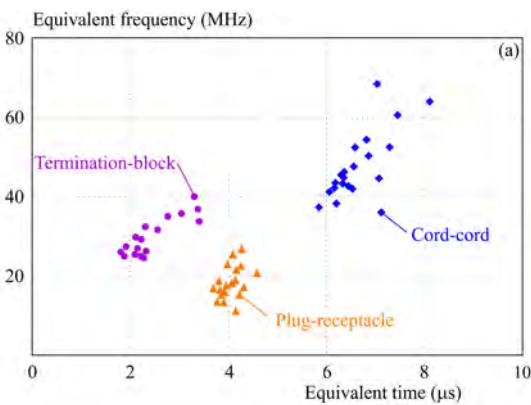 Equivalent frequency (MHz)
80
(a)
60
Termination-block
40
Cord-cord
20
Plug-receptacle
0
0 2 4 6 8 10
Equivalent time (μs)